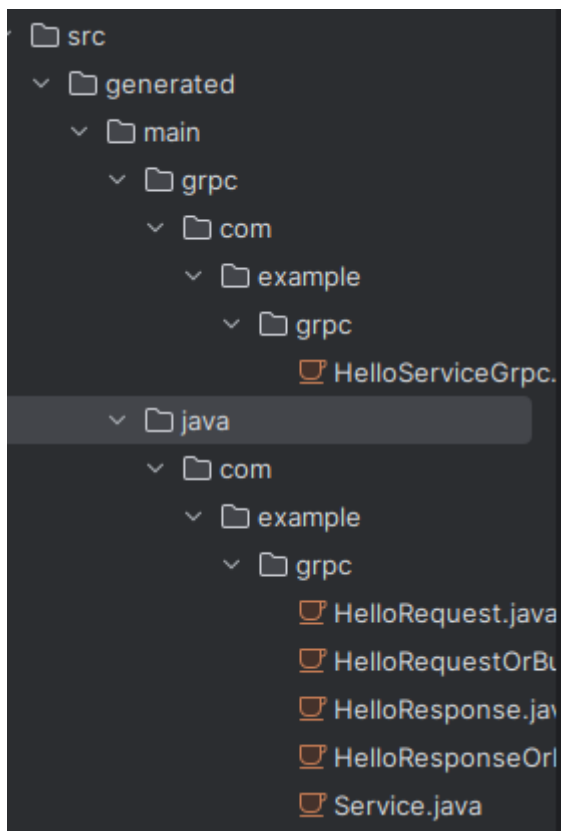 src
generated
main
grpc
com
example
grpc
HelloServiceGrpc.
java
com
example
grpc
HelloRequest.java
HelloRequestOrBu
HelloResponse.jav
HelloResponseOrI
Service.java